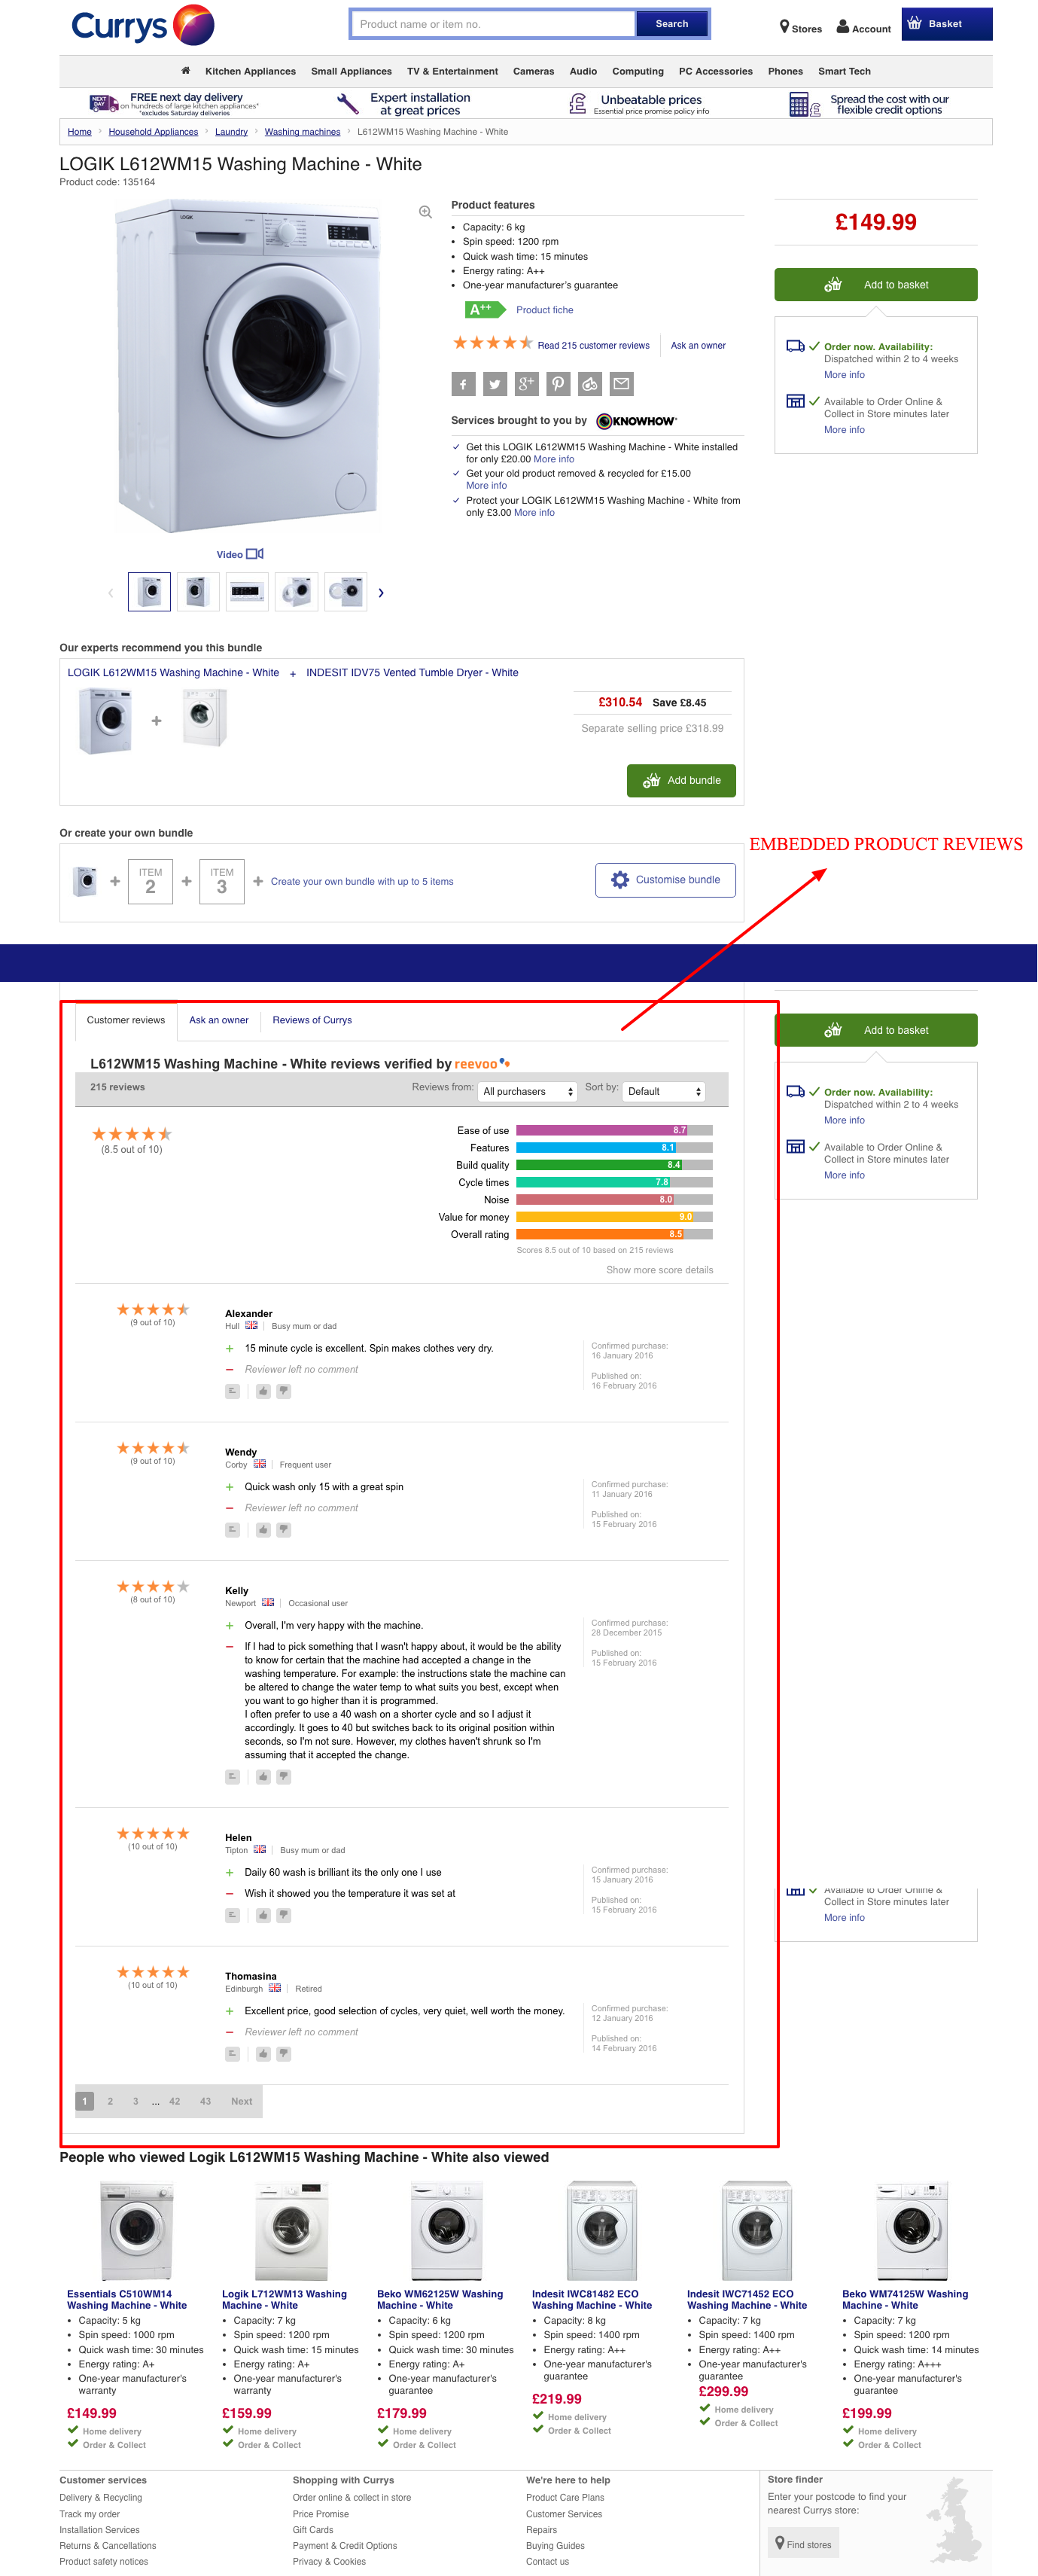 Currys
Product name or item no.
Search
Stores
Account
Basket
Kitchen Appliances Small Appliances TV & Entertainment Cameras Audio Computing PC Accessories Phones Smart Tech
NEXT DAY
FREE next day delivery
on hundreds of large kitchen appliances*
*excludes Saturday deliveries
Expert installation
at great prices
Unbeatable prices
Essential price promise policy info
Spread the cost with our
flexible credit options
Home › Household Appliances › Laundry › Washing machines › L612WM15 Washing Machine - White
LOGIK L612WM15 Washing Machine - White
Product code: 135164
LOGIK
Video
Product features
• Capacity: 6 kg
• Spin speed: 1200 rpm
• Quick wash time: 15 minutes
• Energy rating: A++
• One-year manufacturer's guarantee
A++ Product fiche
Read 215 customer reviews Ask an owner
Services brought to you by KNOWHOW
Get this LOGIK L612WM15 Washing Machine - White installed
for only £20.00 More info
Get your old product removed & recycled for £15.00
More info
Protect your LOGIK L612WM15 Washing Machine - White from
only £3.00 More info
£149.99
Add to basket
Order now. Availability:
Dispatched within 2 to 4 weeks
More info
Available to Order Online &
Collect in Store minutes later
More info
Our experts recommend you this bundle
LOGIK L612WM15 Washing Machine - White + INDESIT IDV75 Vented Tumble Dryer - White
+
£310.54 Save £8.45
Separate selling price £318.99
Add bundle
Or create your own bundle
EMBEDDED PRODUCT REVIEWS
+ ITEM 2 + ITEM 3 + Create your own bundle with up to 5 items
Customise bundle
Customer reviews Ask an owner Reviews of Currys
L612WM15 Washing Machine - White reviews verified by reevoo
215 reviews
Reviews from: All purchasers Sort by: Default
(8.5 out of 10)
Ease of use 8.7
Features 8.1
Build quality 8.4
Cycle times 7.8
Noise 8.0
Value for money 9.0
Overall rating 8.5
Scores 8.5 out of 10 based on 215 reviews
Show more score details
Add to basket
Order now. Availability:
Dispatched within 2 to 4 weeks
More info
Available to Order Online &
Collect in Store minutes later
More info
(9 out of 10)
Alexander
Hull | Busy mum or dad
+ 15 minute cycle is excellent. Spin makes clothes very dry.
– Reviewer left no comment
Confirmed purchase:
16 January 2016
Published on:
16 February 2016
(9 out of 10)
Wendy
Corby | Frequent user
+ Quick wash only 15 with a great spin
– Reviewer left no comment
Confirmed purchase:
11 January 2016
Published on:
15 February 2016
(8 out of 10)
Kelly
Newport | Occasional user
+ Overall, I'm very happy with the machine.
– If I had to pick something that I wasn't happy about, it would be the ability
to know for certain that the machine had accepted a change in the
washing temperature. For example: the instructions state the machine can
be altered to change the water temp to what suits you best, except when
you want to go higher than it is programmed.
I often prefer to use a 40 wash on a shorter cycle and so I adjust it
accordingly. It goes to 40 but switches back to its original position within
seconds, so I'm not sure. However, my clothes haven't shrunk so I'm
assuming that it accepted the change.
Confirmed purchase:
28 December 2015
Published on:
15 February 2016
(10 out of 10)
Helen
Tipton | Busy mum or dad
+ Daily 60 wash is brilliant its the only one I use
– Wish it showed you the temperature it was set at
Confirmed purchase:
15 January 2016
Published on:
15 February 2016
Available to Order Online &
Collect in Store minutes later
More info
(10 out of 10)
Thomasina
Edinburgh | Retired
+ Excellent price, good selection of cycles, very quiet, well worth the money.
– Reviewer left no comment
Confirmed purchase:
12 January 2016
Published on:
14 February 2016
1 2 3 ... 42 43 Next
People who viewed Logik L612WM15 Washing Machine - White also viewed
Essentials C510WM14
Washing Machine - White
• Capacity: 5 kg
• Spin speed: 1000 rpm
• Quick wash time: 30 minutes
• Energy rating: A+
• One-year manufacturer's
warranty
£149.99
Home delivery
Order & Collect
Logik L712WM13 Washing
Machine - White
• Capacity: 7 kg
• Spin speed: 1200 rpm
• Quick wash time: 15 minutes
• Energy rating: A+
• One-year manufacturer's
warranty
£159.99
Home delivery
Order & Collect
Beko WM62125W Washing
Machine - White
• Capacity: 6 kg
• Spin speed: 1200 rpm
• Quick wash time: 30 minutes
• Energy rating: A+
• One-year manufacturer's
guarantee
£179.99
Home delivery
Order & Collect
Indesit IWC81482 ECO
Washing Machine - White
• Capacity: 8 kg
• Spin speed: 1400 rpm
• Energy rating: A++
• One-year manufacturer's
guarantee
£219.99
Home delivery
Order & Collect
Indesit IWC71452 ECO
Washing Machine - White
• Capacity: 7 kg
• Spin speed: 1400 rpm
• Energy rating: A++
• One-year manufacturer's
guarantee
£299.99
Home delivery
Order & Collect
Beko WM74125W Washing
Machine - White
• Capacity: 7 kg
• Spin speed: 1200 rpm
• Quick wash time: 14 minutes
• Energy rating: A+++
• One-year manufacturer's
guarantee
£199.99
Home delivery
Order & Collect
Customer services
Delivery & Recycling
Track my order
Installation Services
Returns & Cancellations
Product safety notices
Shopping with Currys
Order online & collect in store
Price Promise
Gift Cards
Payment & Credit Options
Privacy & Cookies
We're here to help
Product Care Plans
Customer Services
Repairs
Buying Guides
Contact us
Store finder
Enter your postcode to find your
nearest Currys store:
Find stores